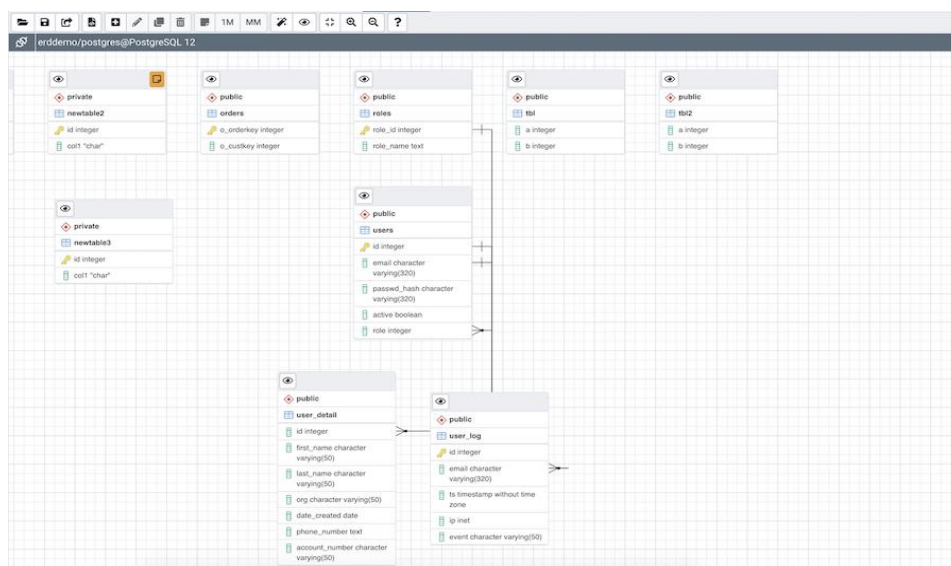 1M MM ?
erddemo/postgres@PostgreSQL 12
private
newtable2
id integer
col1 "char"
public
orders
o_orderkey integer
o_custkey integer
public
roles
role_id integer
role_name text
public
tbl
a integer
b integer
public
tbl2
a integer
b integer
private
newtable3
id integer
col1 "char"
public
users
id integer
email character
varying(320)
passwd_hash character
varying(320)
active boolean
role integer
public
user_detail
id integer
first_name character
varying(50)
last_name character
varying(50)
org character varying(50)
date_created date
phone_number text
account_number character
varying(50)
public
user_log
id integer
email character
varying(320)
ts timestamp without time
zone
ip inet
event character varying(50)